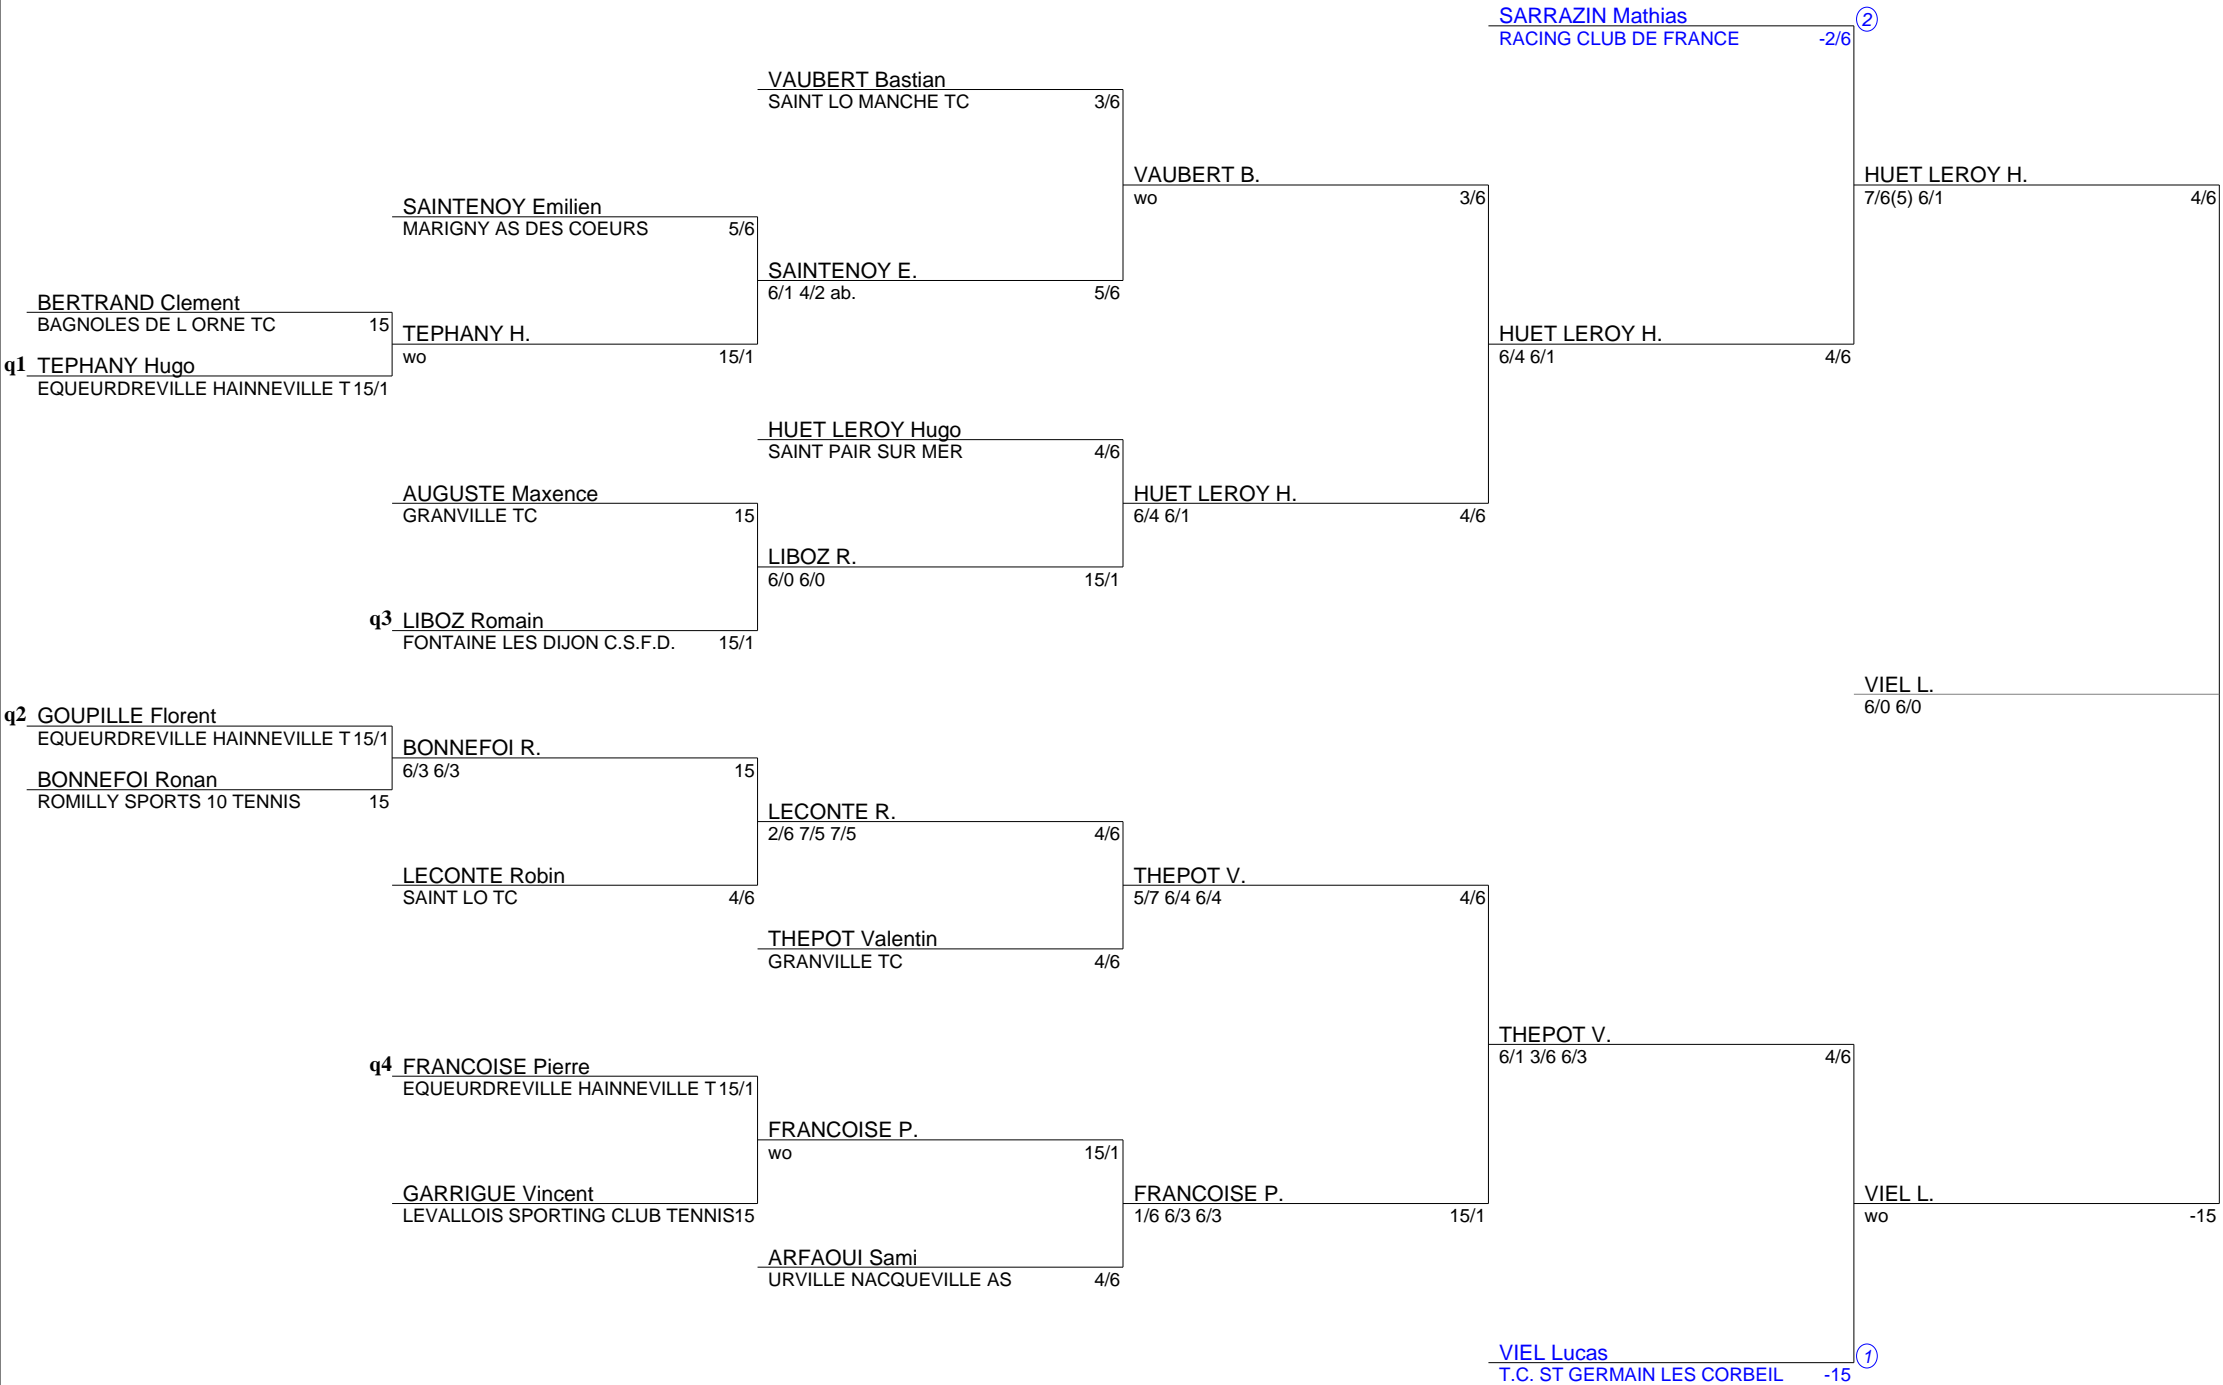 SARRAZIN Mathias 2
RACING CLUB DE FRANCE -2/6
VAUBERT Bastian
SAINT LO MANCHE TC 3/6
VAUBERT B.
wo 3/6
HUET LEROY H.
7/6(5) 6/1 4/6
SAINTENOY Emilien
MARIGNY AS DES COEURS 5/6
SAINTENOY E.
6/1 4/2 ab. 5/6
BERTRAND Clement
BAGNOLES DE L ORNE TC 15
TEPHANY H.
wo 15/1
HUET LEROY H.
6/4 6/1 4/6
q1 TEPHANY Hugo
EQUEURDREVILLE HAINNEVILLE T 15/1
HUET LEROY Hugo
SAINT PAIR SUR MER 4/6
AUGUSTE Maxence
GRANVILLE TC 15
HUET LEROY H.
6/4 6/1 4/6
LIBOZ R.
6/0 6/0 15/1
q3 LIBOZ Romain
FONTAINE LES DIJON C.S.F.D. 15/1
VIEL L.
6/0 6/0
q2 GOUPILLE Florent
EQUEURDREVILLE HAINNEVILLE T 15/1
BONNEFOI R.
6/3 6/3 15
BONNEFOI Ronan
ROMILLY SPORTS 10 TENNIS 15
LECONTE R.
2/6 7/5 7/5 4/6
LECONTE Robin
SAINT LO TC 4/6
THEPOT V.
5/7 6/4 6/4 4/6
THEPOT Valentin
GRANVILLE TC 4/6
THEPOT V.
6/1 3/6 6/3 4/6
q4 FRANCOISE Pierre
EQUEURDREVILLE HAINNEVILLE T 15/1
FRANCOISE P.
wo 15/1
GARRIGUE Vincent
LEVALLOIS SPORTING CLUB TENNIS 15
FRANCOISE P.
1/6 6/3 6/3 15/1
VIEL L.
wo -15
ARFAOUI Sami
URVILLE NACQUEVILLE AS 4/6
VIEL Lucas 1
T.C. ST GERMAIN LES CORBEIL -15